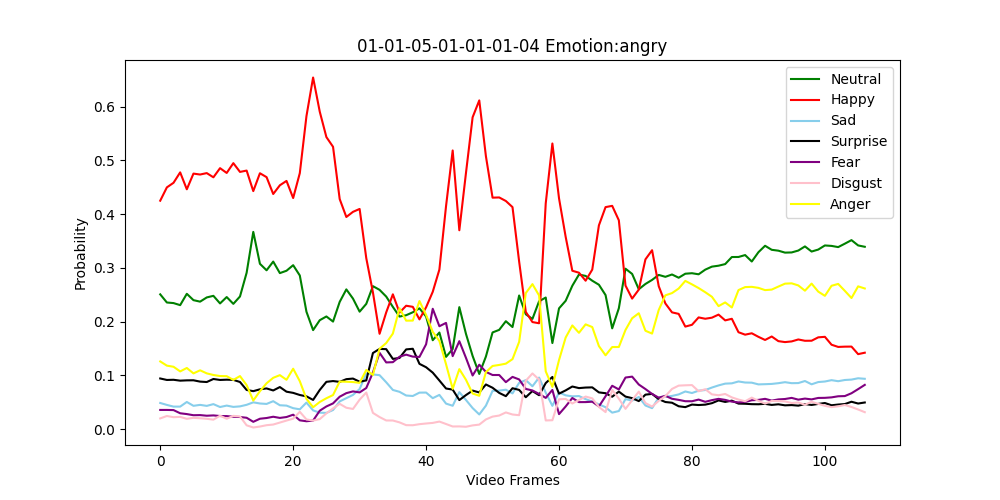 01-01-05-01-01-01-04 Emotion:angry
Probability
0.6
0.5
0.4
0.3
0.2
0.1
0.0
0 20 40 60 80 100
Video Frames
Neutral
Happy
Sad
Surprise
Fear
Disgust
Anger